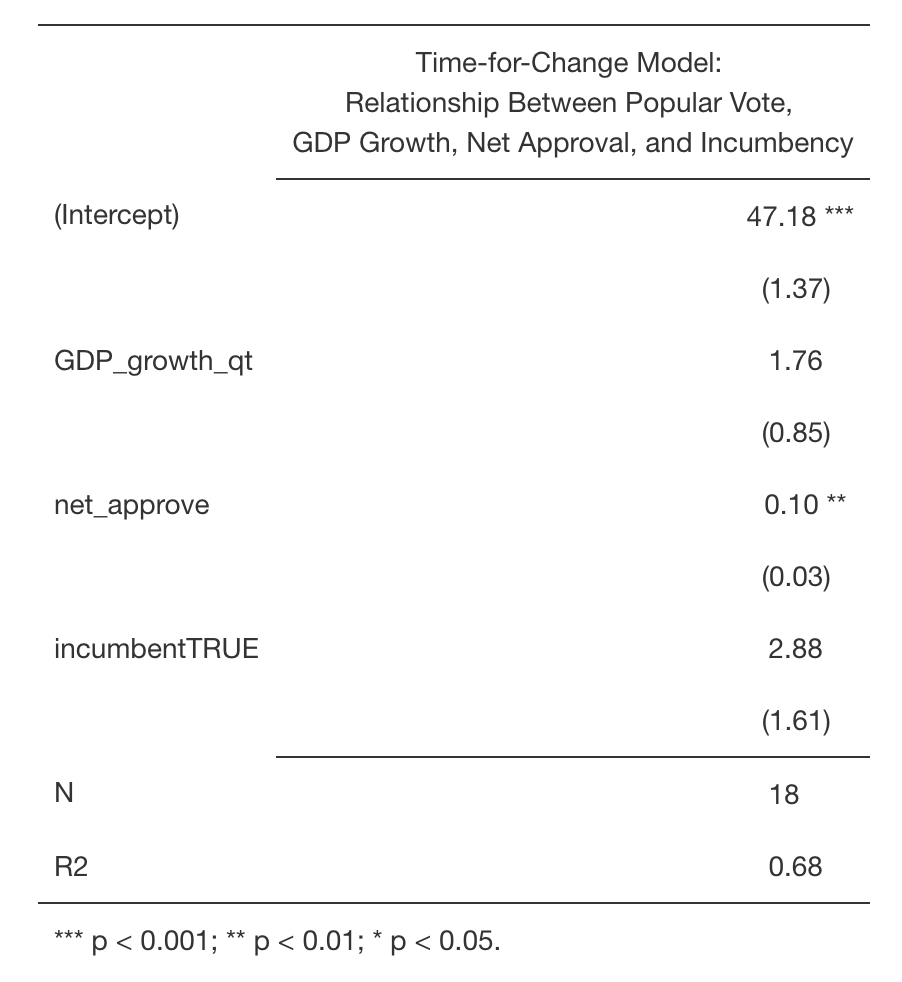 Time-for-Change Model:
Relationship Between Popular Vote,
GDP Growth, Net Approval, and Incumbency
(Intercept) 47.18 ***
(1.37)
GDP_growth_qt 1.76
(0.85)
net_approve 0.10 **
(0.03)
incumbentTRUE 2.88
(1.61)
N 18
R2 0.68
*** p < 0.001; ** p < 0.01; * p < 0.05.